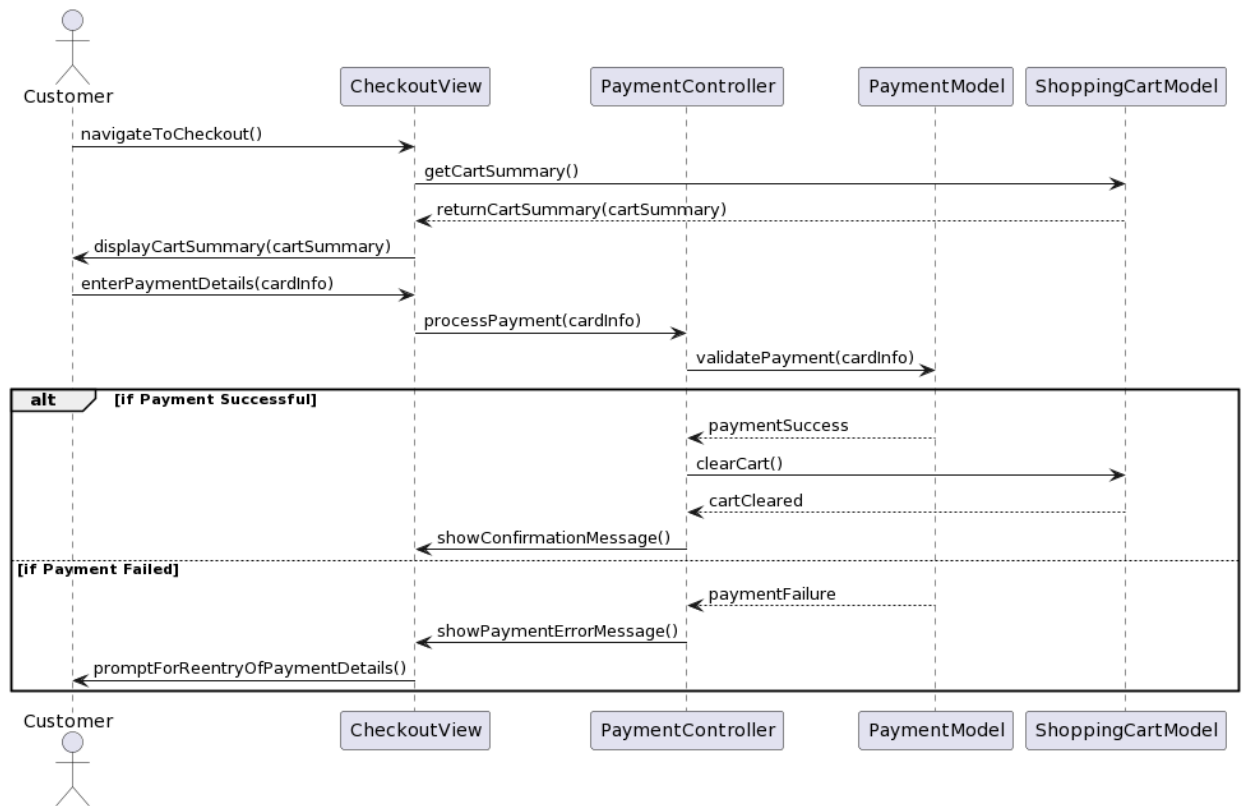 Customer
CheckoutView
PaymentController
PaymentModel
ShoppingCartModel
navigateToCheckout()
getCartSummary()
returnCartSummary(cartSummary)
displayCartSummary(cartSummary)
enterPaymentDetails(cardInfo)
processPayment(cardInfo)
validatePayment(cardInfo)
alt [if Payment Successful]
paymentSuccess
clearCart()
cartCleared
showConfirmationMessage()
[if Payment Failed]
paymentFailure
showPaymentErrorMessage()
promptForReentryOfPaymentDetails()
Customer
CheckoutView
PaymentController
PaymentModel
ShoppingCartModel